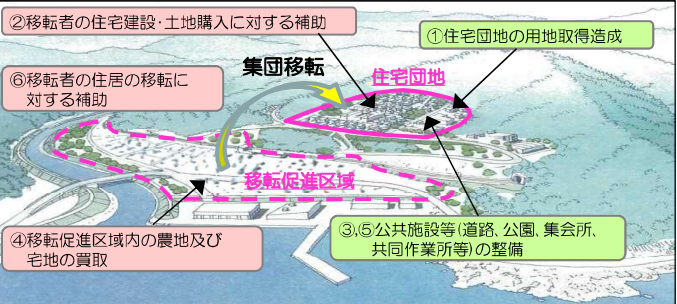 ②移転者の住宅建設・土地購入に対する補助
①住宅団地の用地取得造成
集団移転
住宅団地
⑥移転者の住居の移転に
対する補助
移転促進区域
④移転促進区域内の農地及び
宅地の買取
③,⑤公共施設等(道路、公園、集会所、
共同作業所等)の整備